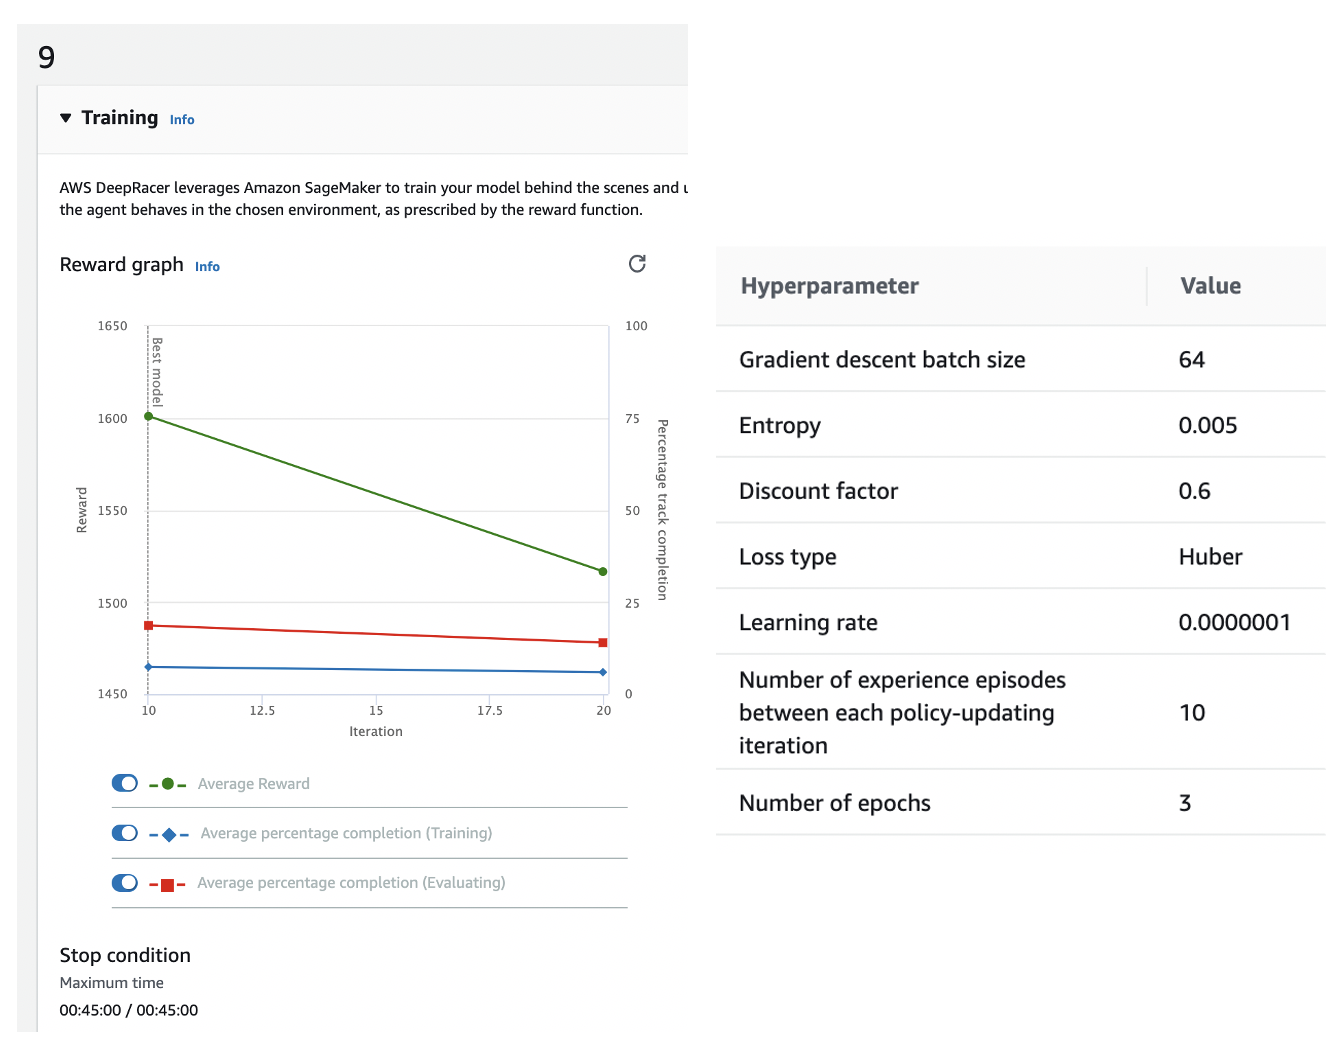 9
Training Info
AWS DeepRacer leverages Amazon SageMaker to train your model behind the scenes and
the agent behaves in the chosen environment, as prescribed by the reward function.
Reward graph Info
1650
1600
1550
1500
1450
Reward
Best model
100
75
50
25
0
Percentage track completion
10 12.5 15 17.5 20
Iteration
Average Reward
Average percentage completion (Training)
Average percentage completion (Evaluating)
Stop condition
Maximum time
00:45:00 / 00:45:00
Hyperparameter Value
Gradient descent batch size 64
Entropy 0.005
Discount factor 0.6
Loss type Huber
Learning rate 0.0000001
Number of experience episodes
between each policy-updating 10
iteration
Number of epochs 3